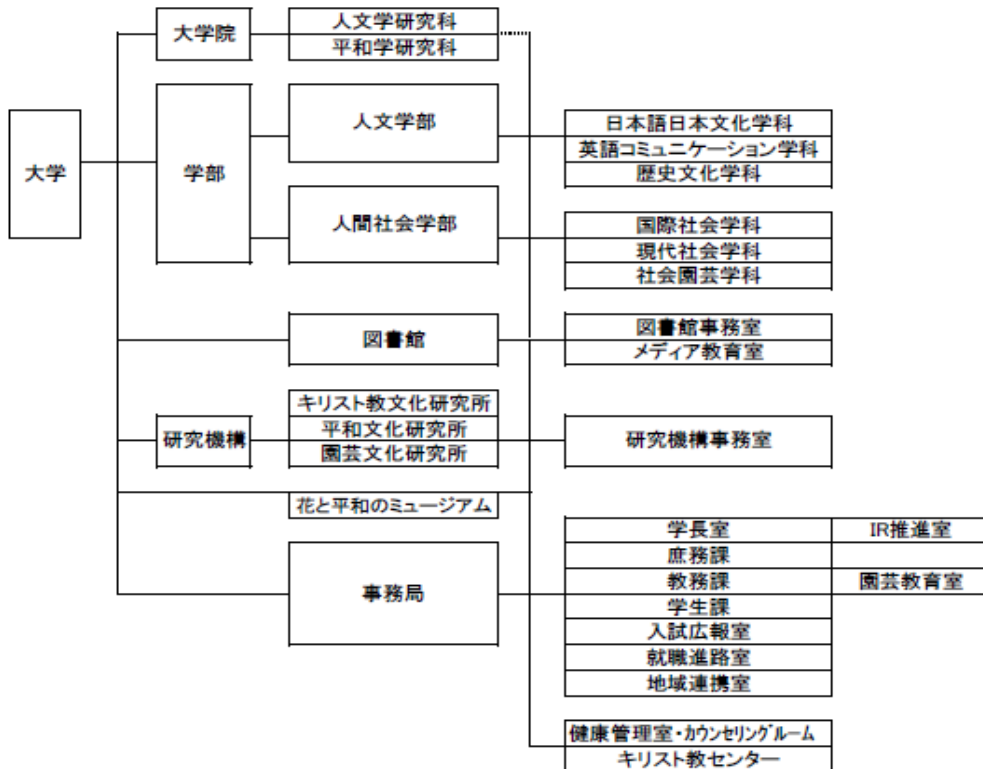 大学院
人文学研究科
平和学研究科
大学
学部
人文学部
日本語日本文化学科
英語コミュニケーション学科
歴史文化学科
人間社会学部
国際社会学科
現代社会学科
社会園芸学科
図書館
図書館事務室
メディア教育室
研究機構
キリスト教文化研究所
平和文化研究所
園芸文化研究所
研究機構事務室
花と平和のミュージアム
事務局
学長室 IR推進室
庶務課
教務課 園芸教育室
学生課
入試広報室
就職進路室
地域連携室
健康管理室・カウンセリングルーム
キリスト教センター